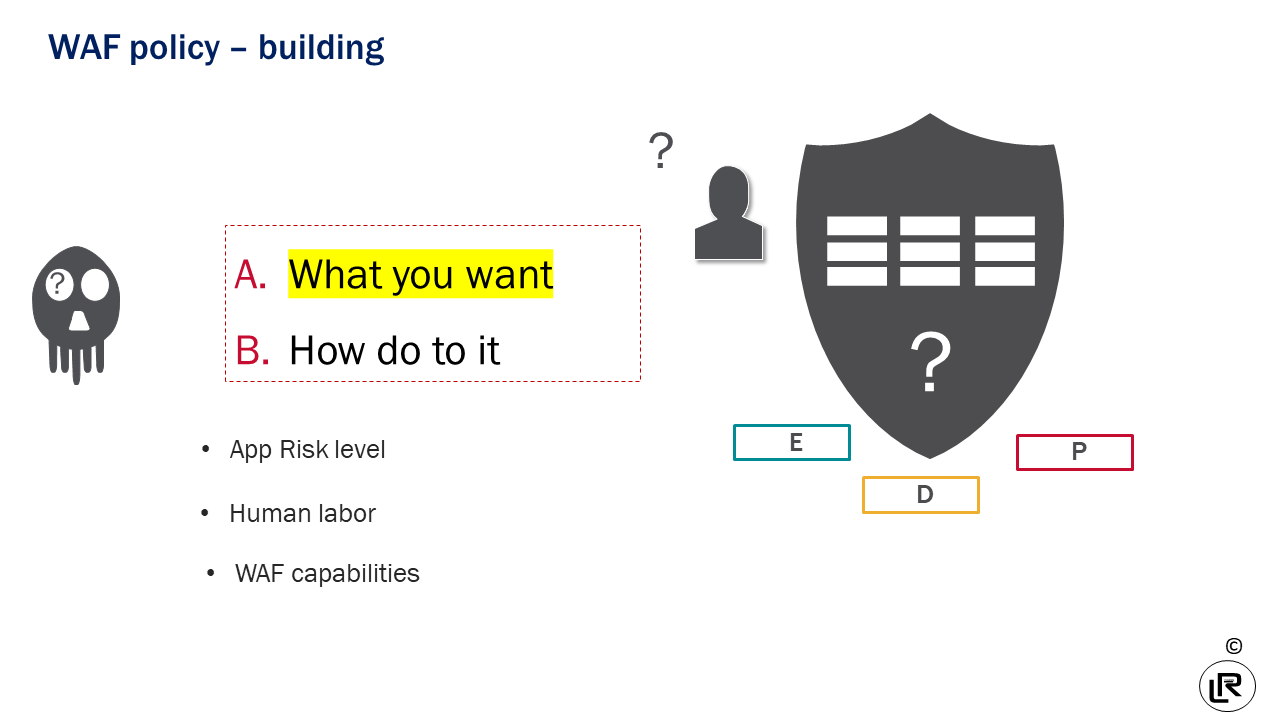 WAF policy – building
?
?
A. What you want
B. How do to it
?
• App Risk level
• Human labor
• WAF capabilities
E
P
D
©
LR